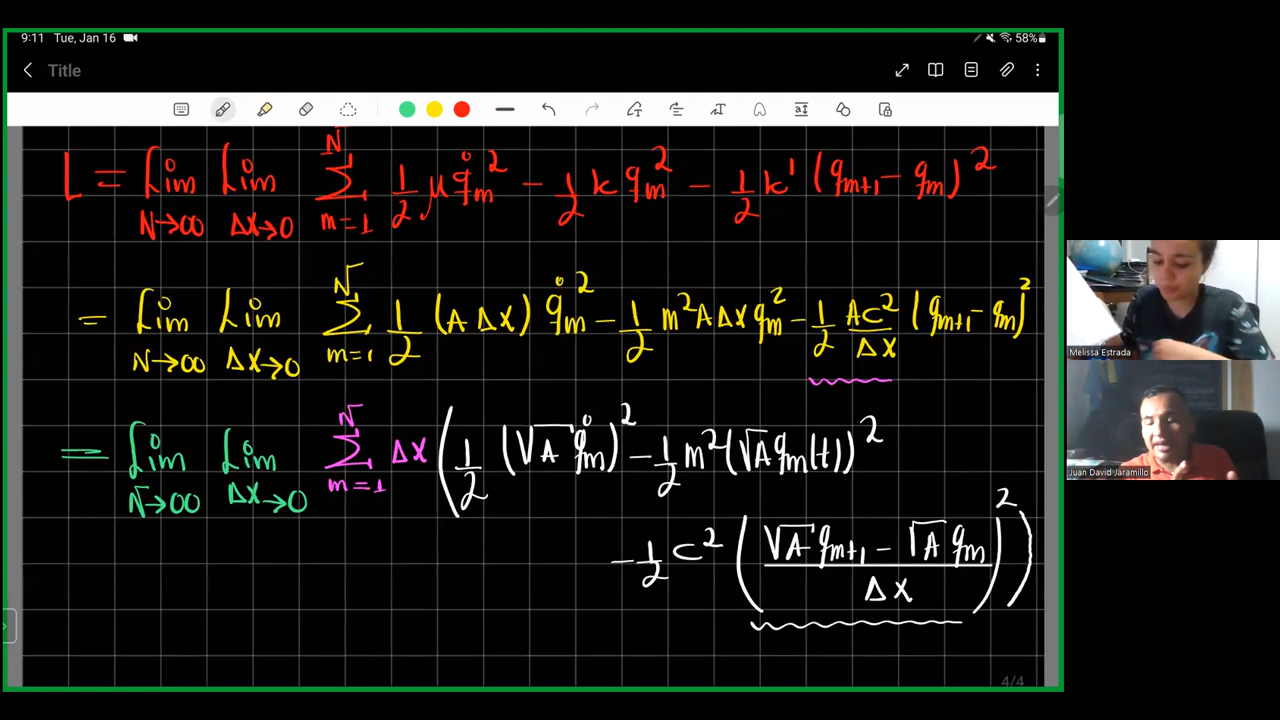 9:11 Tue, Jan 16 58%
Title
L = Lim N→∞ Lim Δx→0 N Σ m=1 1/2 μ q̇m² - 1/2 k qm² - 1/2 k' (qm+1 - qm)²
= Lim N→∞ Lim Δx→0 N Σ m=1 1/2 (A Δx) q̇m² - 1/2 m² A Δx qm² - 1/2 Ac²/Δx (qm+1 - qm)²
= Lim N→∞ Lim Δx→0 N Σ m=1 Δx ( 1/2 (√A q̇m)² - 1/2 m² (√A qm(t))²
- 1/2 c² ( (√A qm+1 - √A qm) / Δx )² )
4/4
Melissa Estrada
Juan David Jaramillo